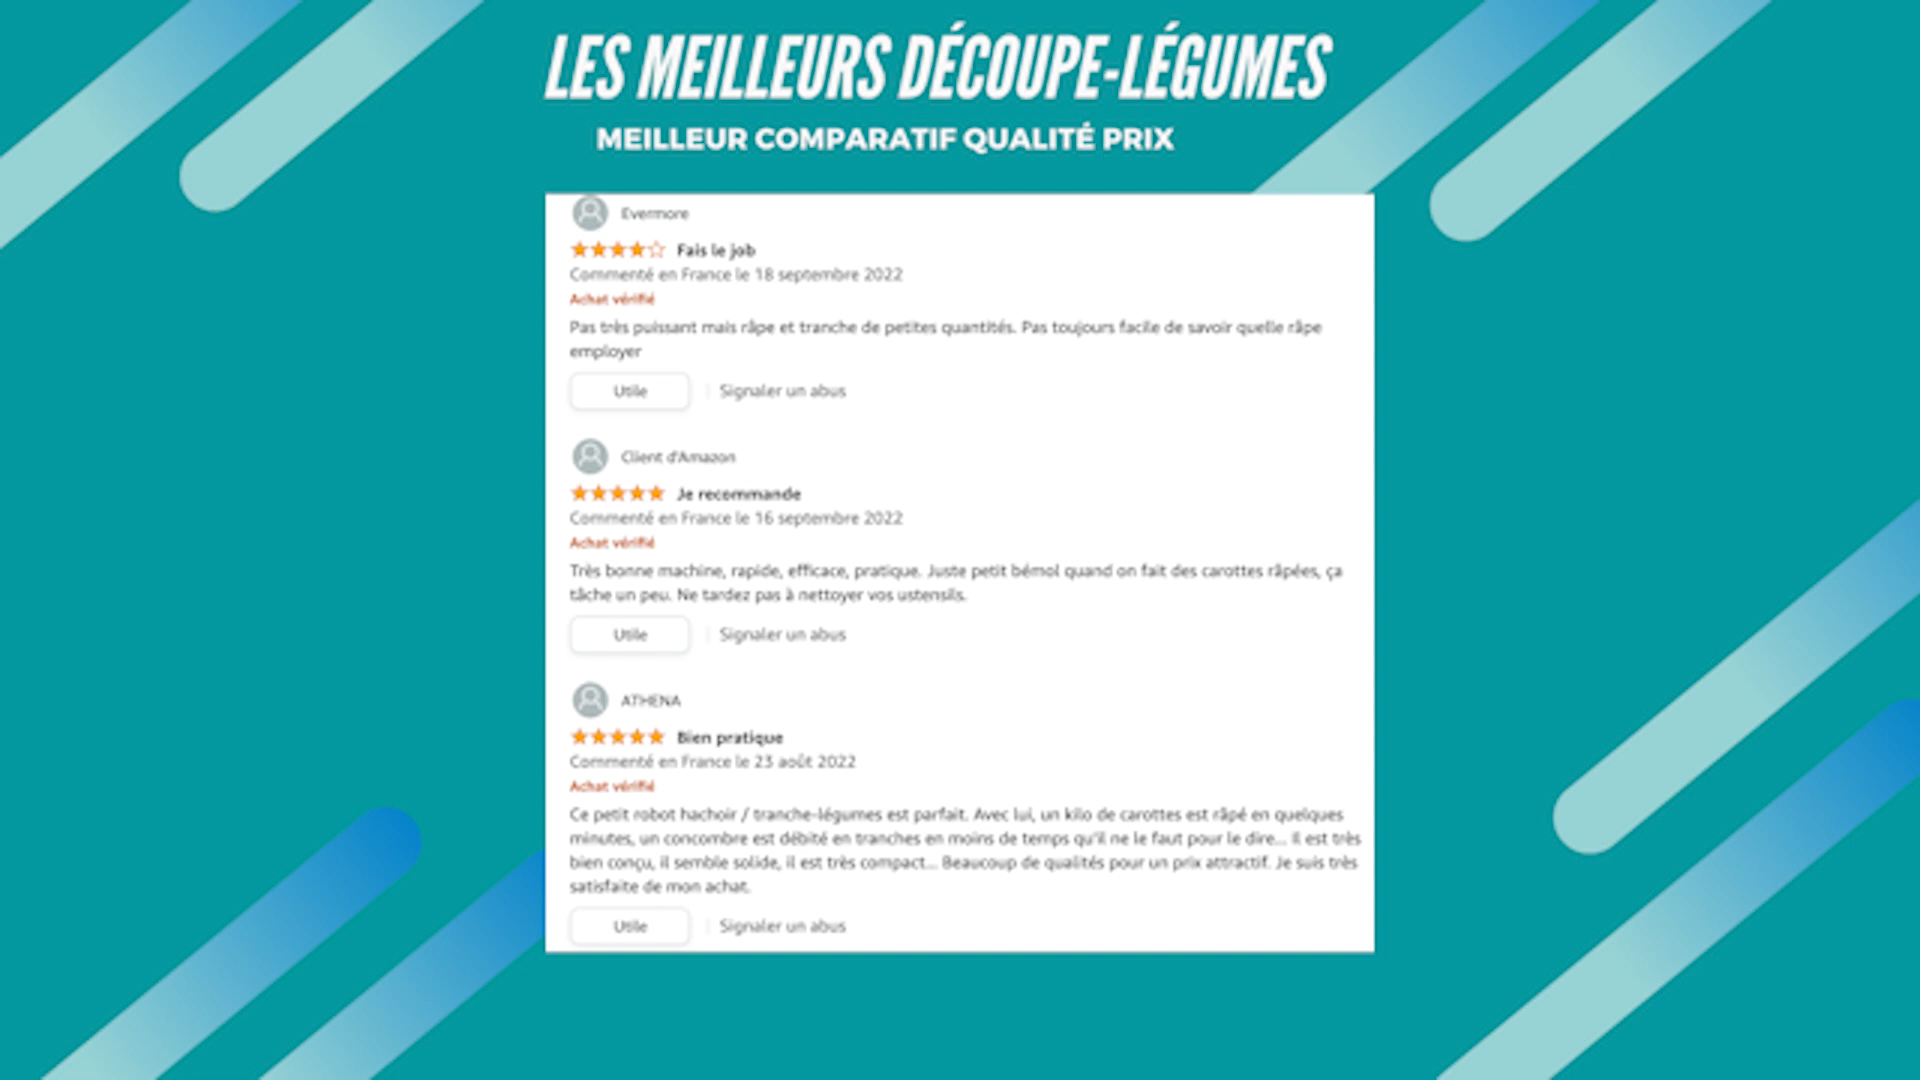 LES MEILLEURS DÉCOUPE-LÉGUMES
MEILLEUR COMPARATIF QUALITÉ PRIX
Evermore
Fais le job
Commenté en France le 18 septembre 2022
Achat vérifié
Pas très puissant mais râpe et tranche de petites quantités. Pas toujours facile de savoir quelle râpe
employer
Utile | Signaler un abus
Client d'Amazon
Je recommande
Commenté en France le 16 septembre 2022
Achat vérifié
Très bonne machine, rapide, efficace, pratique. Juste petit bémol quand on fait des carottes râpées, ça
tâche un peu. Ne tardez pas à nettoyer vos ustensils.
Utile | Signaler un abus
ATHENA
Bien pratique
Commenté en France le 23 août 2022
Achat vérifié
Ce petit robot hachoir / tranche-légumes est parfait. Avec lui, un kilo de carottes est râpé en quelques
minutes, un concombre est débité en tranches en moins de temps qu'il ne le faut pour le dire... Il est très
bien conçu, il semble solide, il est très compact... Beaucoup de qualités pour un prix attractif. Je suis très
satisfaite de mon achat.
Utile | Signaler un abus